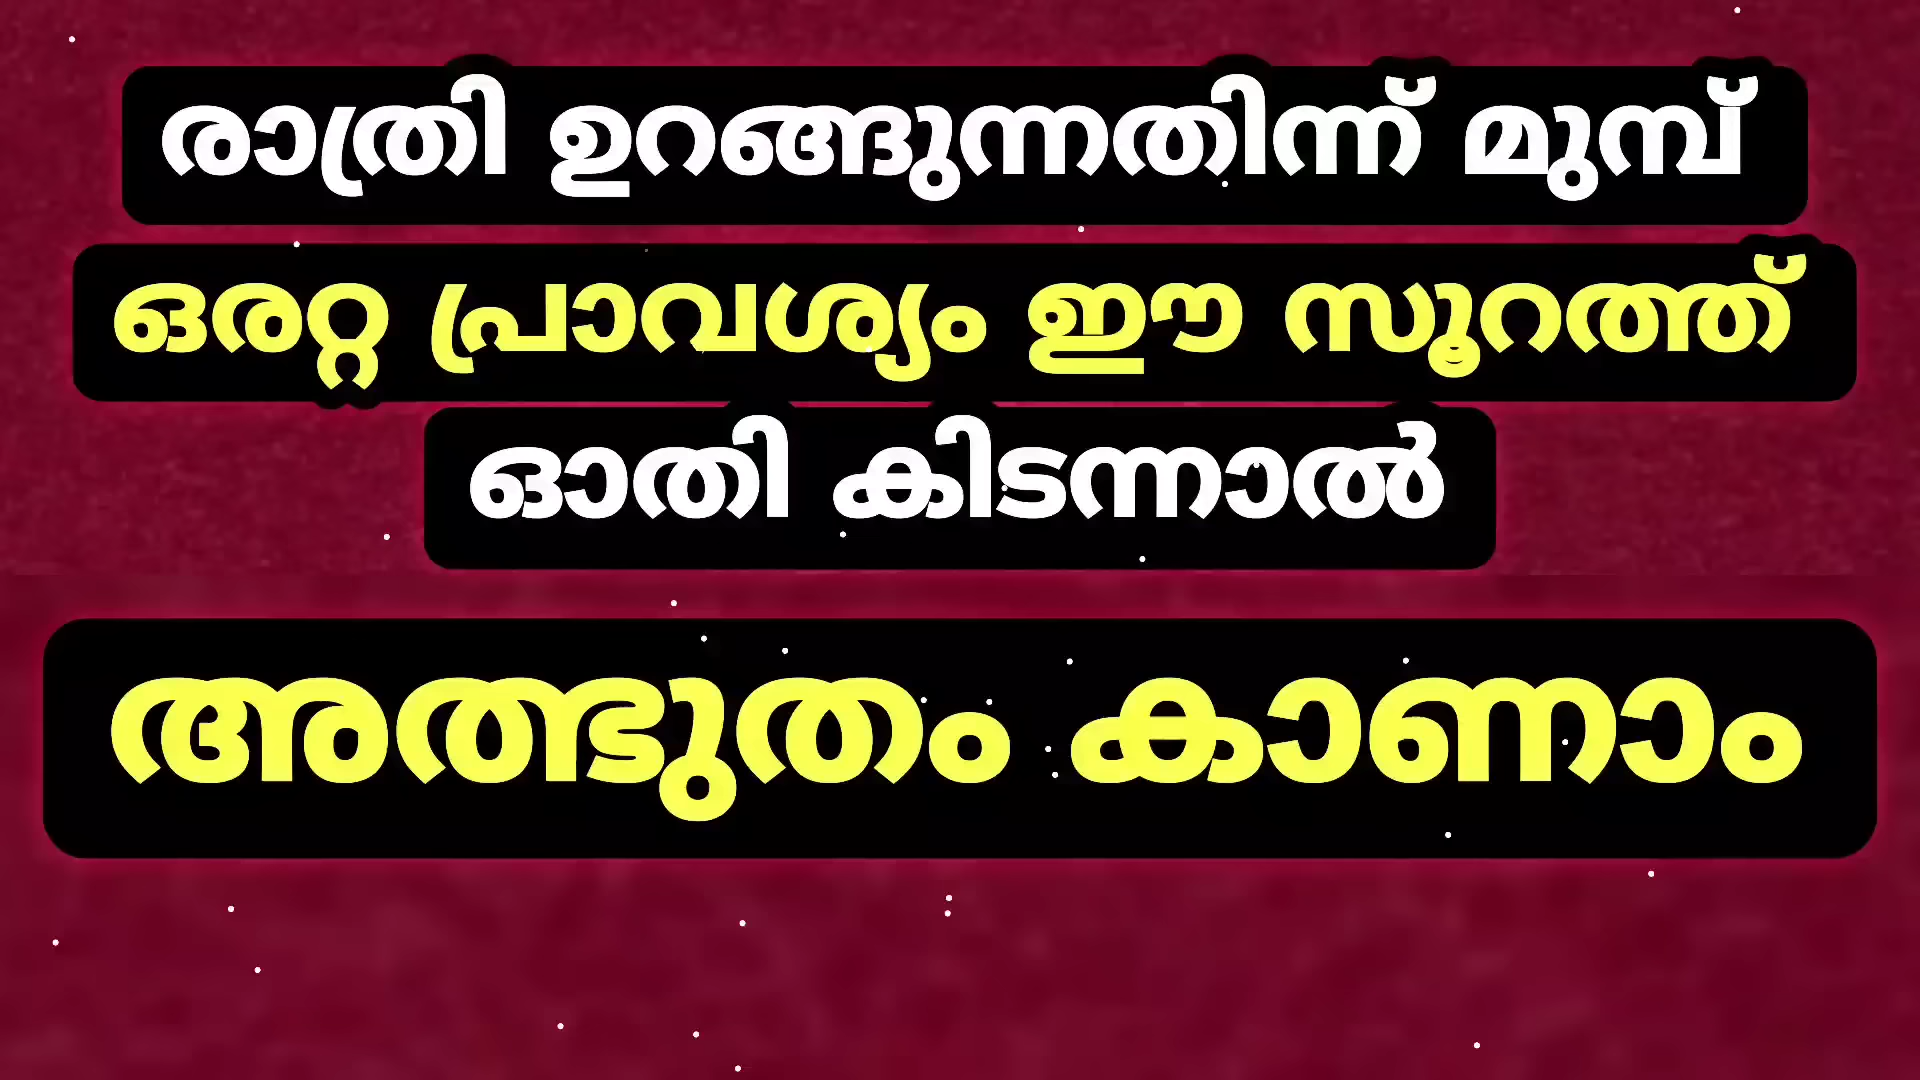 രാത്രി ഉറങ്ങുന്നതിന് മുമ്പ്
ഒരറ്റ പ്രാവശ്യം ഈ സൂറത്ത്
ഓതി കിടന്നാൽ
അത്ഭുതം കാണാം